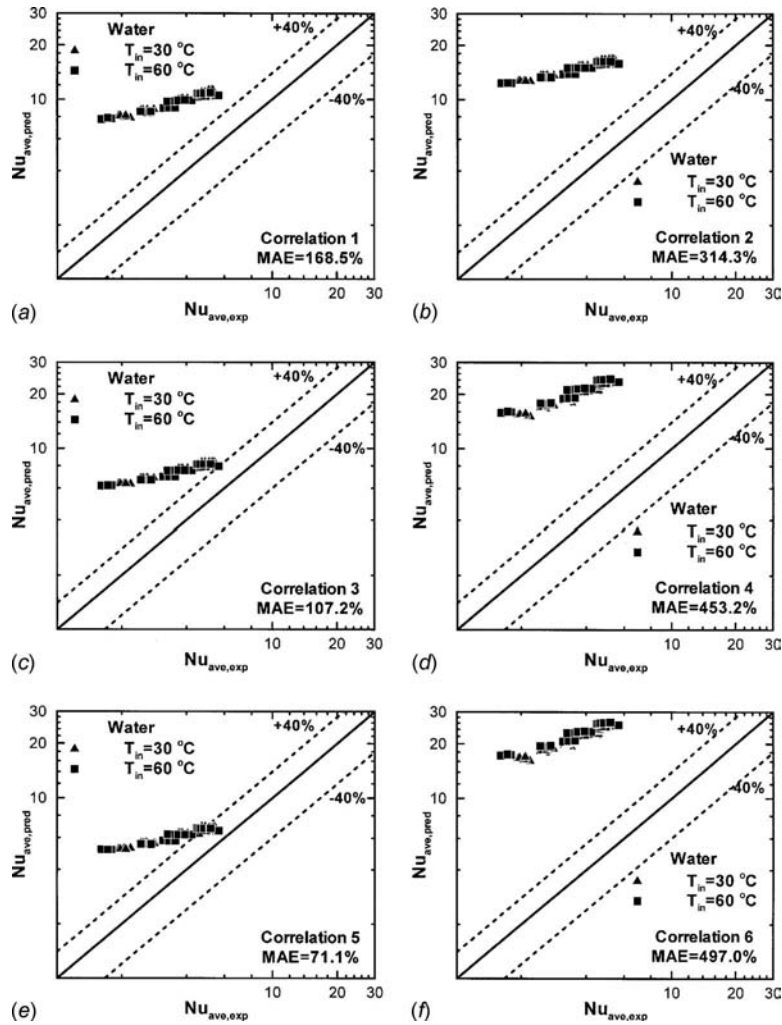 30
20
10
Nu_ave,pred
Water
▲ T_in=30 °C
■ T_in=60 °C
+40%
-40%
Correlation 1
MAE=168.5%
10 20 30
Nu_ave,exp
(a)
30
20
10
Nu_ave,pred
+40%
-40%
Water
▲ T_in=30 °C
■ T_in=60 °C
Correlation 2
MAE=314.3%
10 20 30
Nu_ave,exp
(b)
30
20
10
Nu_ave,pred
Water
▲ T_in=30 °C
■ T_in=60 °C
+40%
-40%
Correlation 3
MAE=107.2%
10 20 30
Nu_ave,exp
(c)
30
20
10
Nu_ave,pred
+40%
-40%
Water
▲ T_in=30 °C
■ T_in=60 °C
Correlation 4
MAE=453.2%
10 20 30
Nu_ave,exp
(d)
30
20
10
Nu_ave,pred
Water
▲ T_in=30 °C
■ T_in=60 °C
+40%
-40%
Correlation 5
MAE=71.1%
10 20 30
Nu_ave,exp
(e)
30
20
10
Nu_ave,pred
+40%
-40%
Water
▲ T_in=30 °C
■ T_in=60 °C
Correlation 6
MAE=497.0%
10 20 30
Nu_ave,exp
(f)